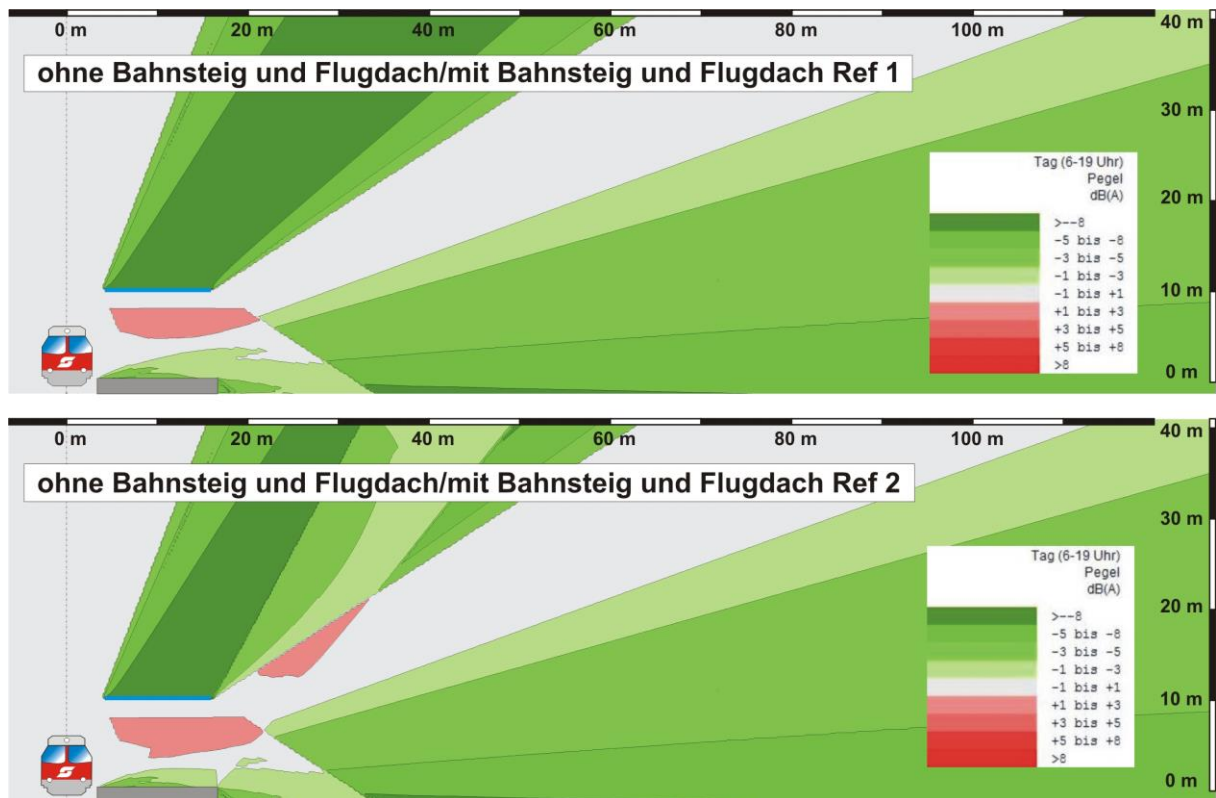 0 m 20 m 40 m 60 m 80 m 100 m 40 m
ohne Bahnsteig und Flugdach/mit Bahnsteig und Flugdach Ref 1
30 m
Tag (6-19 Uhr)
Pegel
dB(A)
20 m
>--8
-5 bis -8
-3 bis -5
-1 bis -3
-1 bis +1
10 m
+1 bis +3
+3 bis +5
+5 bis +8
>8
0 m
0 m 20 m 40 m 60 m 80 m 100 m 40 m
ohne Bahnsteig und Flugdach/mit Bahnsteig und Flugdach Ref 2
30 m
Tag (6-19 Uhr)
Pegel
dB(A)
20 m
>--8
-5 bis -8
-3 bis -5
-1 bis -3
-1 bis +1
10 m
+1 bis +3
+3 bis +5
+5 bis +8
>8
0 m